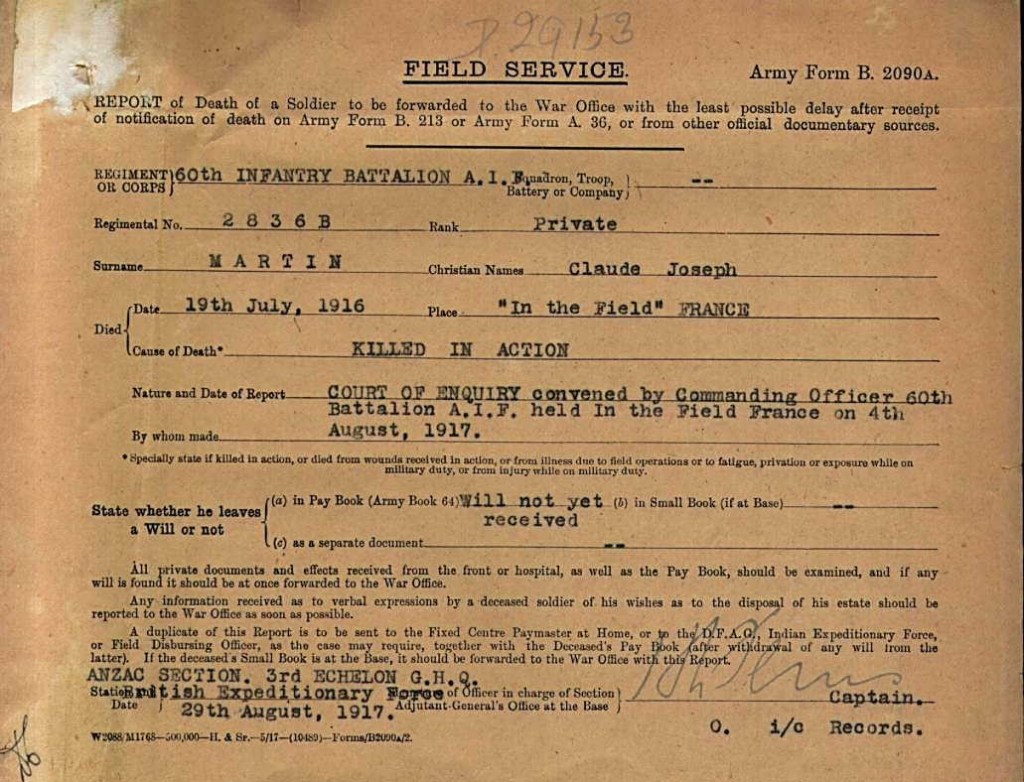 D. 29153
FIELD SERVICE.
Army Form B. 2090A.
REPORT of Death of a Soldier to be forwarded to the War Office with the least possible delay after receipt
of notification of death on Army Form B. 213 or Army Form A. 36, or from other official documentary sources.
REGIMENT OR CORPS } 60th INFANTRY BATTALION A.I.F. Squadron, Troop, Battery or Company } --
Regimental No. 2 8 3 6 B Rank Private
Surname M A R T I N Christian Names Claude Joseph
Died { Date 19th July, 1916 Place "In the Field" FRANCE
Cause of Death* KILLED IN ACTION
Nature and Date of Report COURT OF ENQUIRY convened by Commanding Officer 60th
Battalion A.I.F. held In the Field France on 4th
By whom made August, 1917.
* Specially state if killed in action, or died from wounds received in action, or from illness due to field operations or to fatigue, privation or exposure while on
military duty, or from injury while on military duty.
State whether he leaves a Will or not { (a) in Pay Book (Army Book 64) Will not yet received (b) in Small Book (if at Base) --
(c) as a separate document --
All private documents and effects received from the front or hospital, as well as the Pay Book, should be examined, and if any
will is found it should be at once forwarded to the War Office.
Any information received as to verbal expressions by a deceased soldier of his wishes as to the disposal of his estate should be
reported to the War Office as soon as possible.
A duplicate of this Report is to be sent to the Fixed Centre Paymaster at Home, or to the D.F.A.G., Indian Expeditionary Force,
or Field Disbursing Officer, as the case may require, together with the Deceased's Pay Book (after withdrawal of any will from the
latter). If the deceased's Small Book is at the Base, it should be forwarded to the War Office with this Report.
ANZAC SECTION. 3rd ECHELON G.H.Q.
Station British Expeditionary Force of Officer in charge of Section } Captain.
Date } 29th August, 1917. Adjutant-General's Office at the Base
O. i/c Records.
W2088/M1768—500,000—H. & Sr.—5/17—(10489)—Forms/B2090A/2.